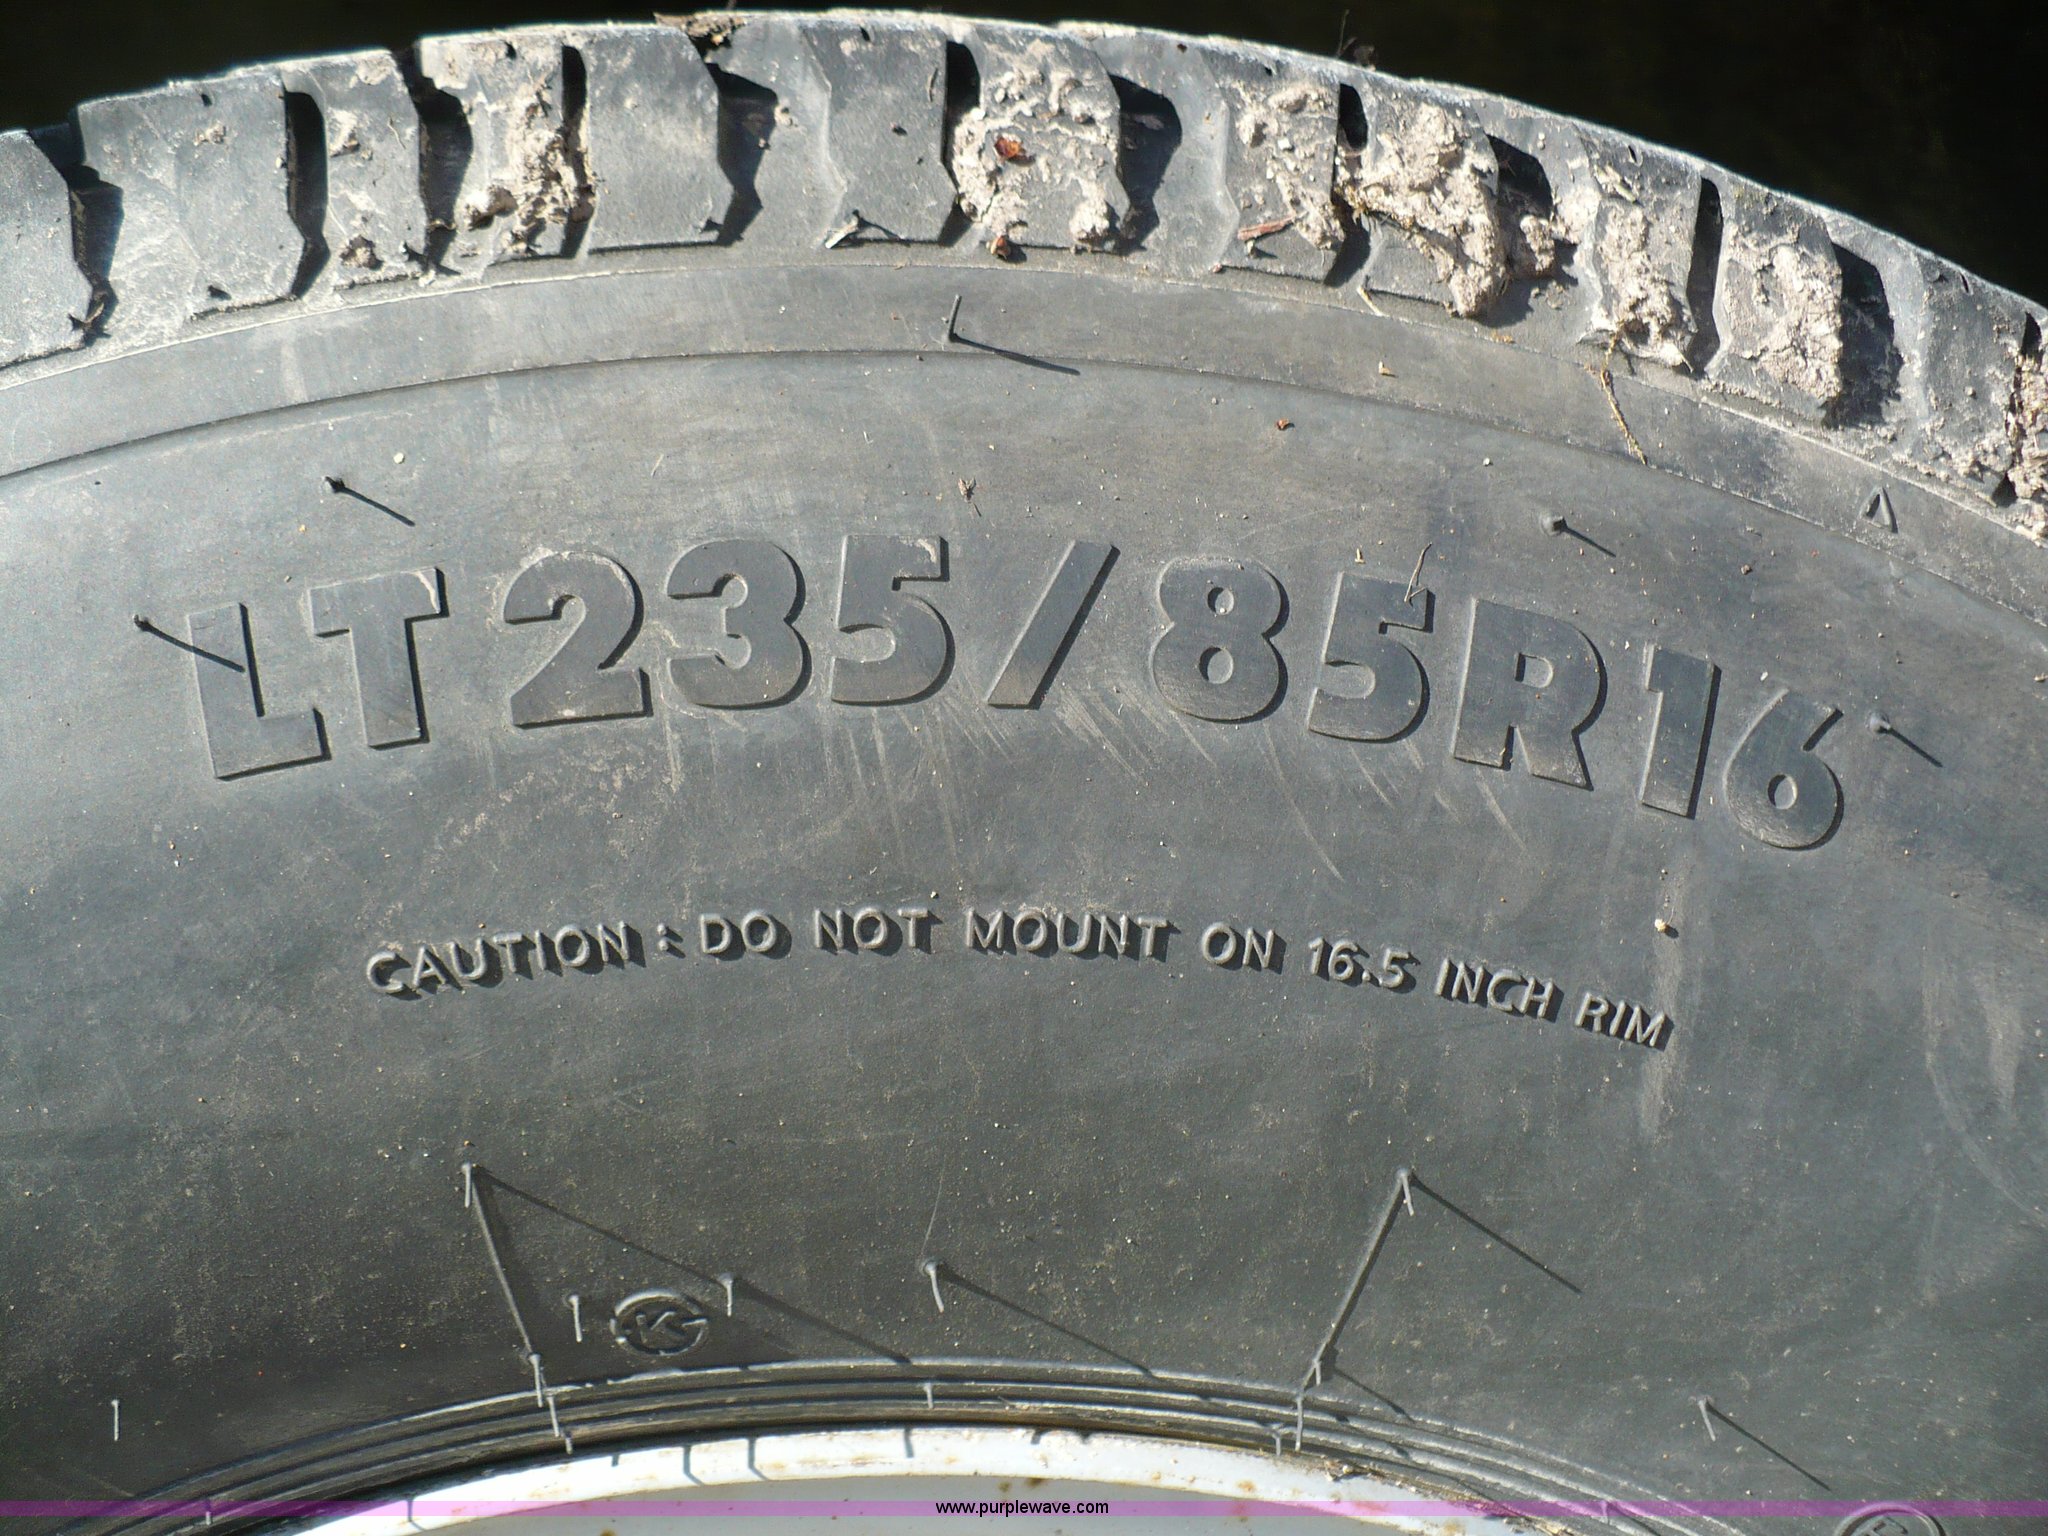 LT 235/85R16
CAUTION: DO NOT MOUNT ON 16.5 INCH RIM
K
www.purplewave.com